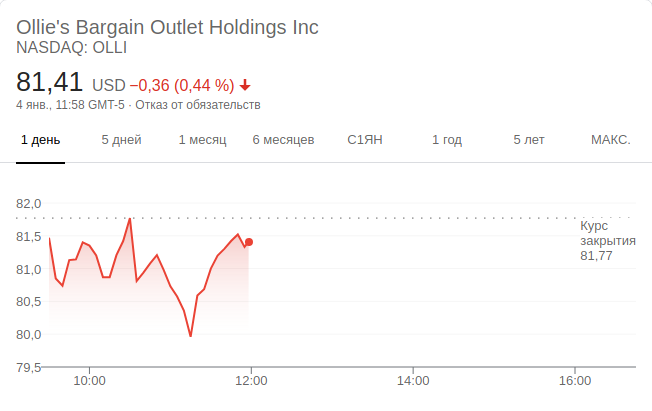 Ollie's Bargain Outlet Holdings Inc
NASDAQ: OLLI
81,41 USD −0,36 (0,44 %)
4 янв., 11:58 GMT-5 · Отказ от обязательств
1 день 5 дней 1 месяц 6 месяцев С1ЯН 1 год 5 лет МАКС.
82,0
81,5
81,0
80,5
80,0
79,5
Курс
закрытия
81,77
10:00 12:00 14:00 16:00